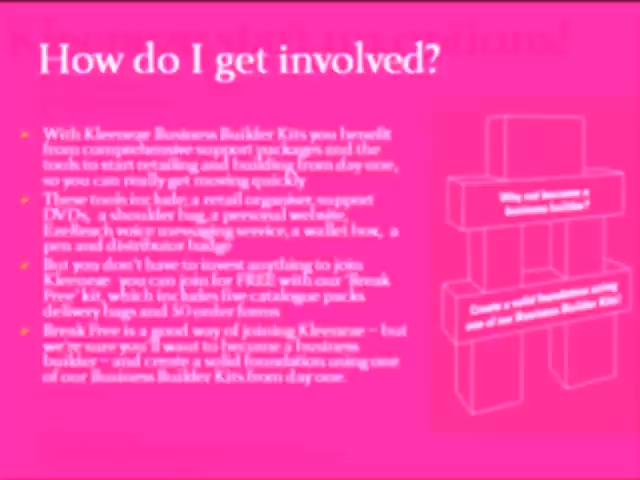 How do I get involved?
With Kleeneze Business Builder Kits you benefit
from comprehensive support packages and the
tools to start retailing and building from day one,
so you can really get moving quickly
These tools include, a retail organiser, support
DVDs, a shoulder bag, a personal website,
EzeReach voice messaging service, a wallet box, a
pen and distributor badge
But you don't have to invest anything to join
Kleeneze you can join for FREE with our 'Break
Free' kit, which includes five catalogue packs
delivery bags and 50 order forms
Break Free is a good way of joining Kleeneze – but
we're sure you'll want to become a business
builder – and create a solid foundation using one
of our Business Builder Kits from day one.
Why not become a
business builder?
Create a solid foundation using
one of our Business Builder Kits!